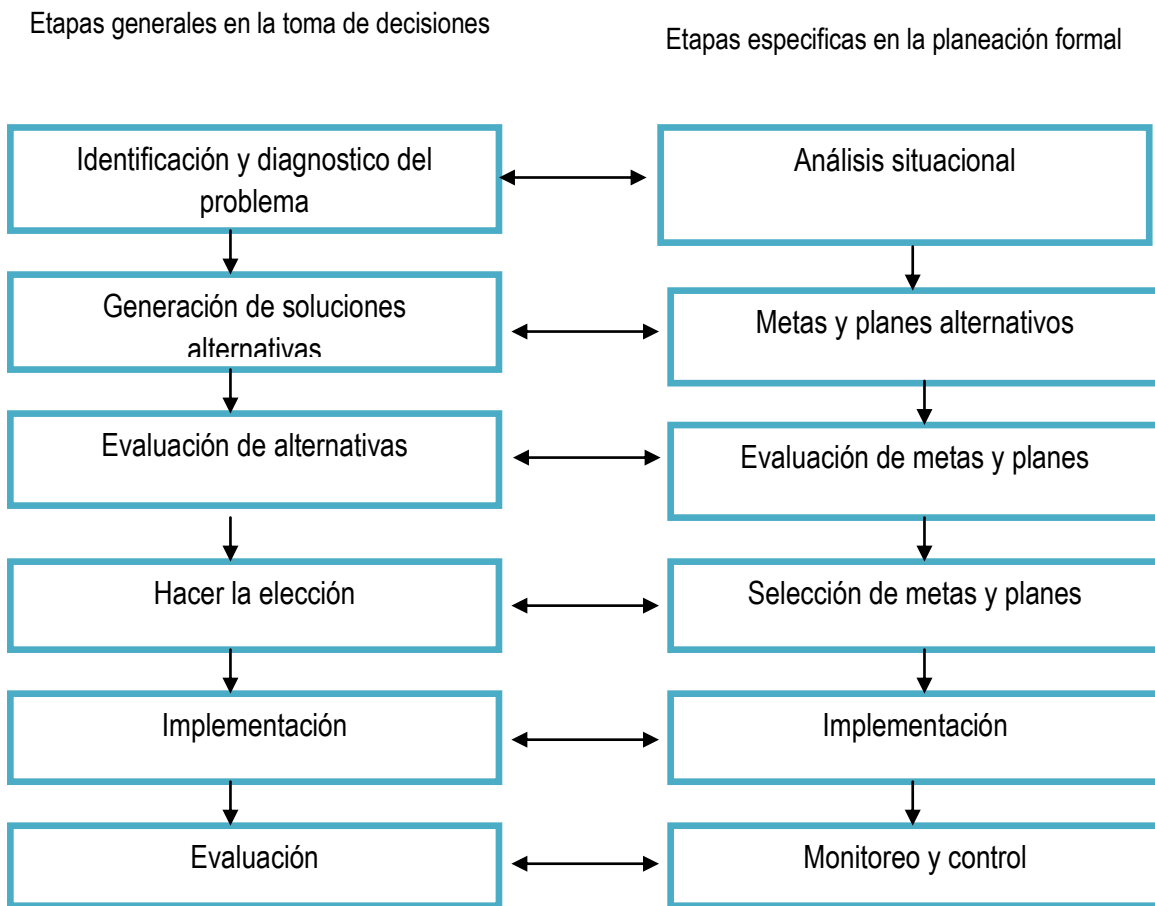 Etapas generales en la toma de decisiones
Etapas especificas en la planeación formal
Identificación y diagnostico del
problema
Análisis situacional
Generación de soluciones
alternativas
Metas y planes alternativos
Evaluación de alternativas
Evaluación de metas y planes
Hacer la elección
Selección de metas y planes
Implementación
Implementación
Evaluación
Monitoreo y control